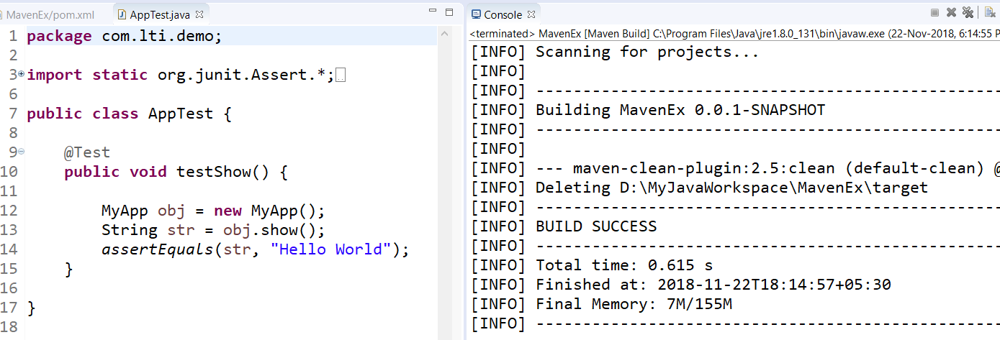 MavenEx/pom.xml
AppTest.java
1 package com.lti.demo;
2
3 import static org.junit.Assert.*;
6
7 public class AppTest {
8
9 @Test
10 public void testShow() {
11
12 MyApp obj = new MyApp();
13 String str = obj.show();
14 assertEquals(str, "Hello World");
15 }
16
17 }
18
Console
<terminated> MavenEx [Maven Build] C:\Program Files\Java\jre1.8.0_131\bin\javaw.exe (22-Nov-2018, 6:14:55 P
[INFO] Scanning for projects...
[INFO]
[INFO] --------------------------------------------------
[INFO] Building MavenEx 0.0.1-SNAPSHOT
[INFO] --------------------------------------------------
[INFO]
[INFO] --- maven-clean-plugin:2.5:clean (default-clean) @
[INFO] Deleting D:\MyJavaWorkspace\MavenEx\target
[INFO] --------------------------------------------------
[INFO] BUILD SUCCESS
[INFO] --------------------------------------------------
[INFO] Total time: 0.615 s
[INFO] Finished at: 2018-11-22T18:14:57+05:30
[INFO] Final Memory: 7M/155M
[INFO] --------------------------------------------------